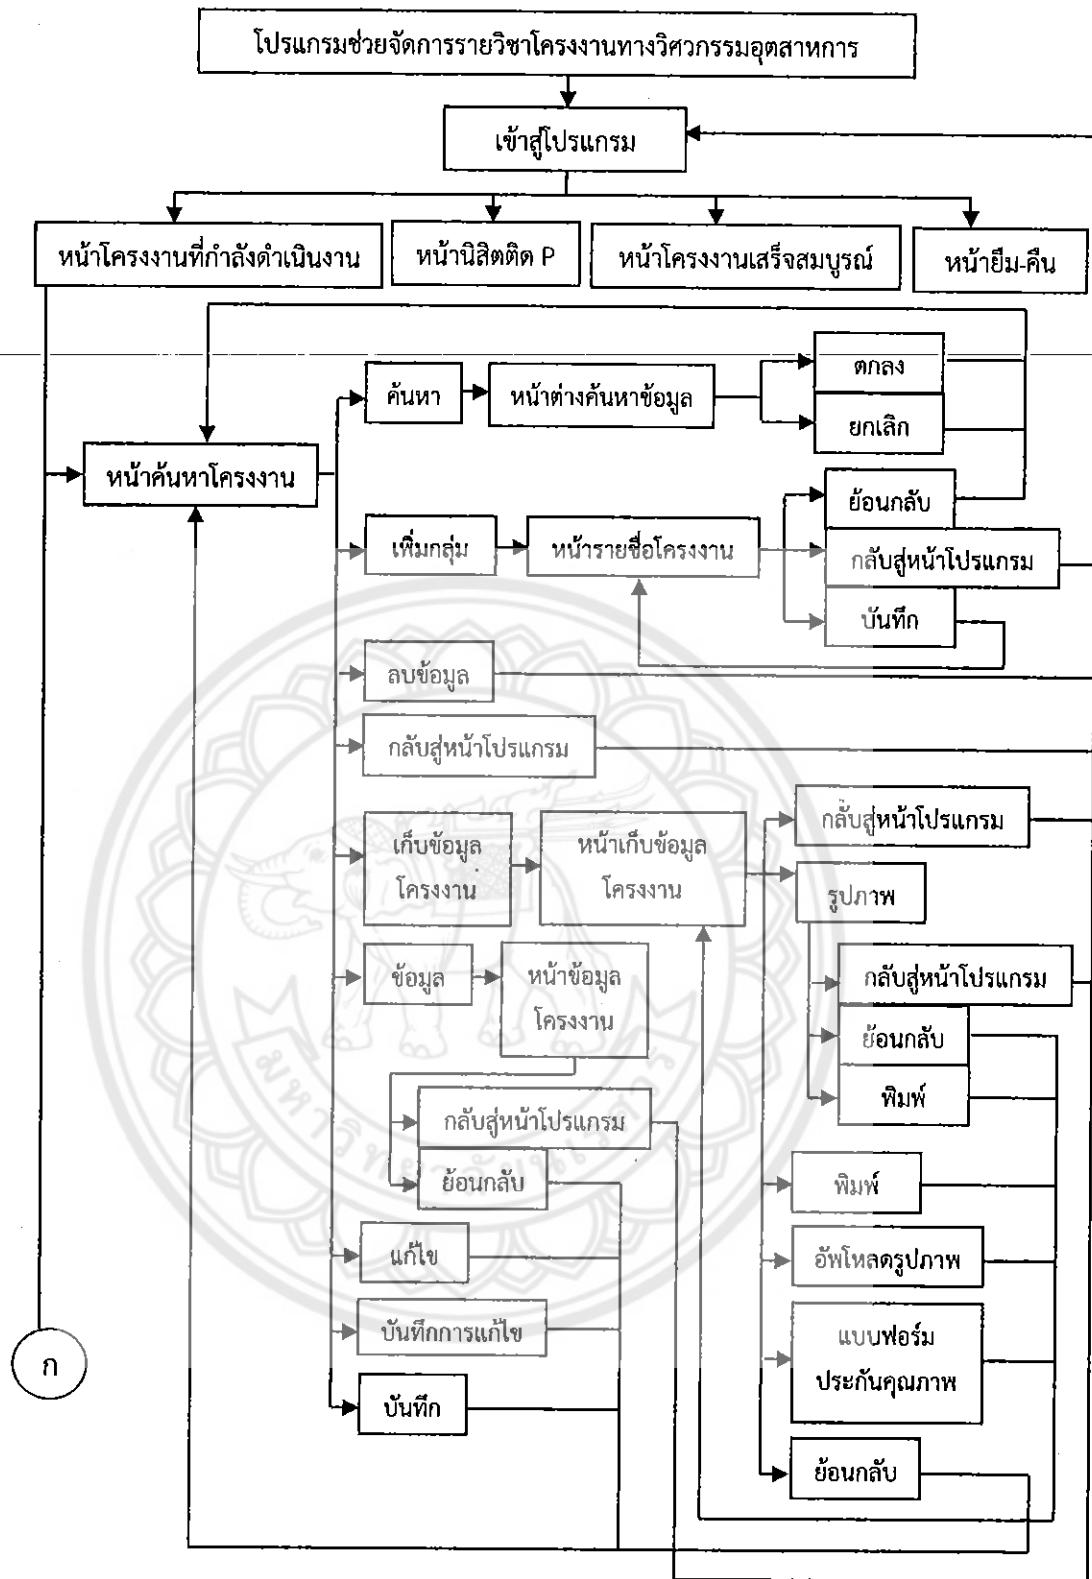 โปรแกรมช่วยจัดการรายวิชาโครงงานทางวิศวกรรมอุตสาหการ
เข้าสู่โปรแกรม
หน้าโครงงานที่กำลังดำเนินงาน
หน้านิสิตติด P
หน้าโครงงานเสร็จสมบูรณ์
หน้ายืม-คืน
ค้นหา
หน้าต่างค้นหาข้อมูล
ตกลง
ยกเลิก
หน้าค้นหาโครงงาน
ย้อนกลับ
เพิ่มกลุ่ม
หน้ารายชื่อโครงงาน
กลับสู่หน้าโปรแกรม
บันทึก
ลบข้อมูล
กลับสู่หน้าโปรแกรม
กลับสู่หน้าโปรแกรม
เก็บข้อมูล
โครงงาน
หน้าเก็บข้อมูล
โครงงาน
รูปภาพ
ข้อมูล
หน้าข้อมูล
โครงงาน
กลับสู่หน้าโปรแกรม
ย้อนกลับ
พิมพ์
กลับสู่หน้าโปรแกรม
ย้อนกลับ
พิมพ์
แก้ไข
อัพโหลดรูปภาพ
บันทึกการแก้ไข
แบบฟอร์ม
ประกันคุณภาพ
ก
บันทึก
ย้อนกลับ
มหาวิทยาลัยนเรศวร